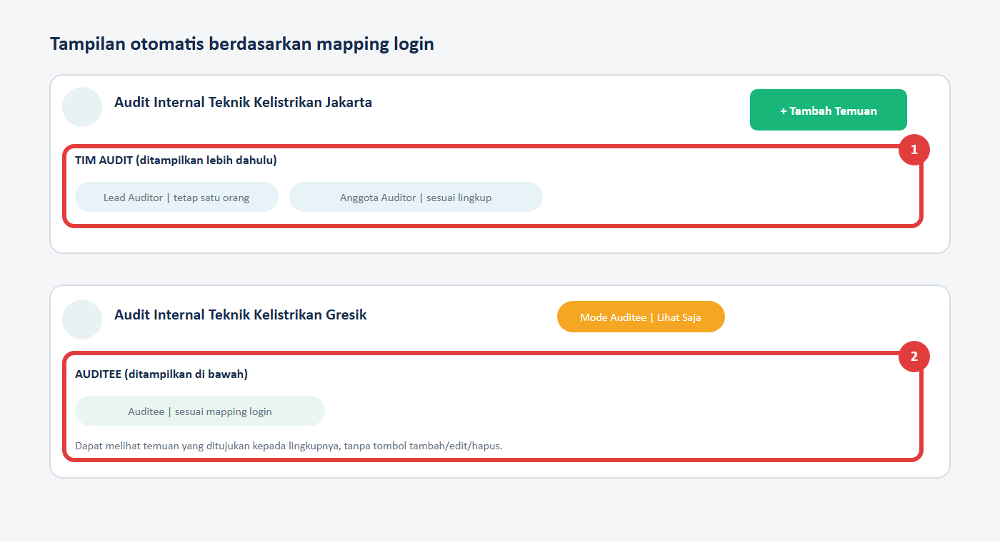 Tampilan otomatis berdasarkan mapping login
Audit Internal Teknik Kelistrikan Jakarta
+ Tambah Temuan
1
TIM AUDIT (ditampilkan lebih dahulu)
Lead Auditor | tetap satu orang
Anggota Auditor | sesuai lingkup
Audit Internal Teknik Kelistrikan Gresik
Mode Auditee | Lihat Saja
2
AUDITEE (ditampilkan di bawah)
Auditee | sesuai mapping login
Dapat melihat temuan yang ditujukan kepada lingkupnya, tanpa tombol tambah/edit/hapus.